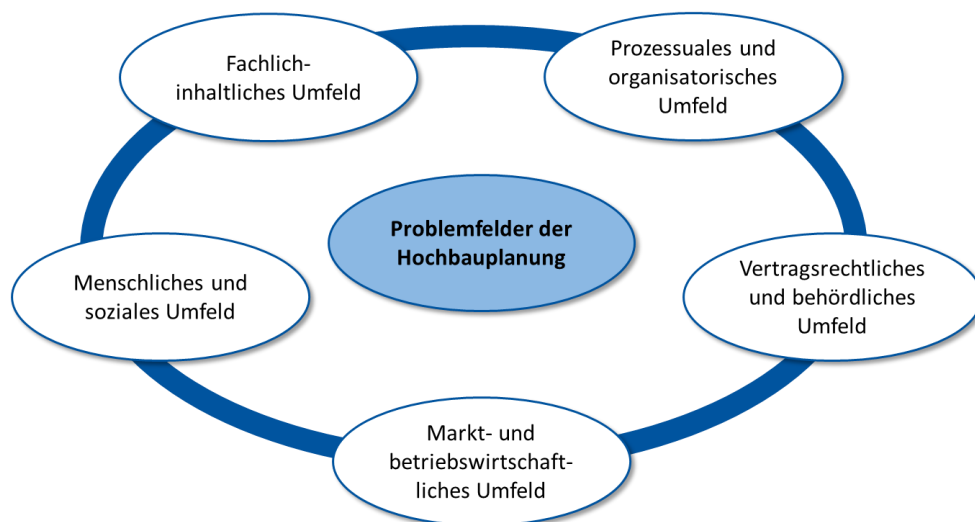 Fachlich-
inhaltliches Umfeld
Prozessuales und
organisatorisches
Umfeld
Problemfelder der
Hochbauplanung
Menschliches und
soziales Umfeld
Vertragsrechtliches
und behördliches
Umfeld
Markt- und
betriebswirtschaft-
liches Umfeld